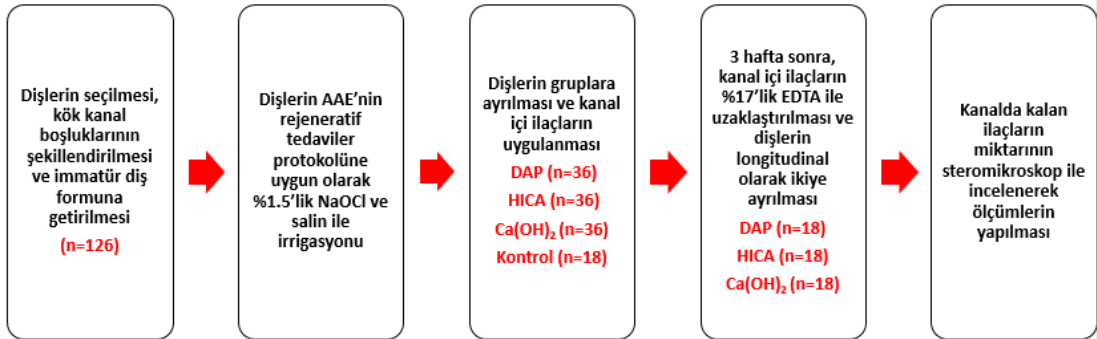 Dişlerin seçilmesi,
kök kanal
boşluklarının
şekillendirilmesi
ve immatür diş
formuna
getirilmesi
(n=126)
Dişlerin AAE’nin
rejeneratif
tedaviler
protokolüne
uygun olarak
%1.5’lik NaOCl ve
salin ile
irrigasyonu
Dişlerin gruplara
ayrılması ve kanal
içi ilaçların
uygulanması
DAP (n=36)
HICA (n=36)
Ca(OH)₂ (n=36)
Kontrol (n=18)
3 hafta sonra,
kanal içi ilaçların
%17’lik EDTA ile
uzaklaştırılması ve
dişlerin
longitudinal
olarak ikiye
ayrılması
DAP (n=18)
HICA (n=18)
Ca(OH)₂ (n=18)
Kanalda kalan
ilaçların
miktarının
steromikroskop ile
incelenerek
ölçümlerin
yapılması